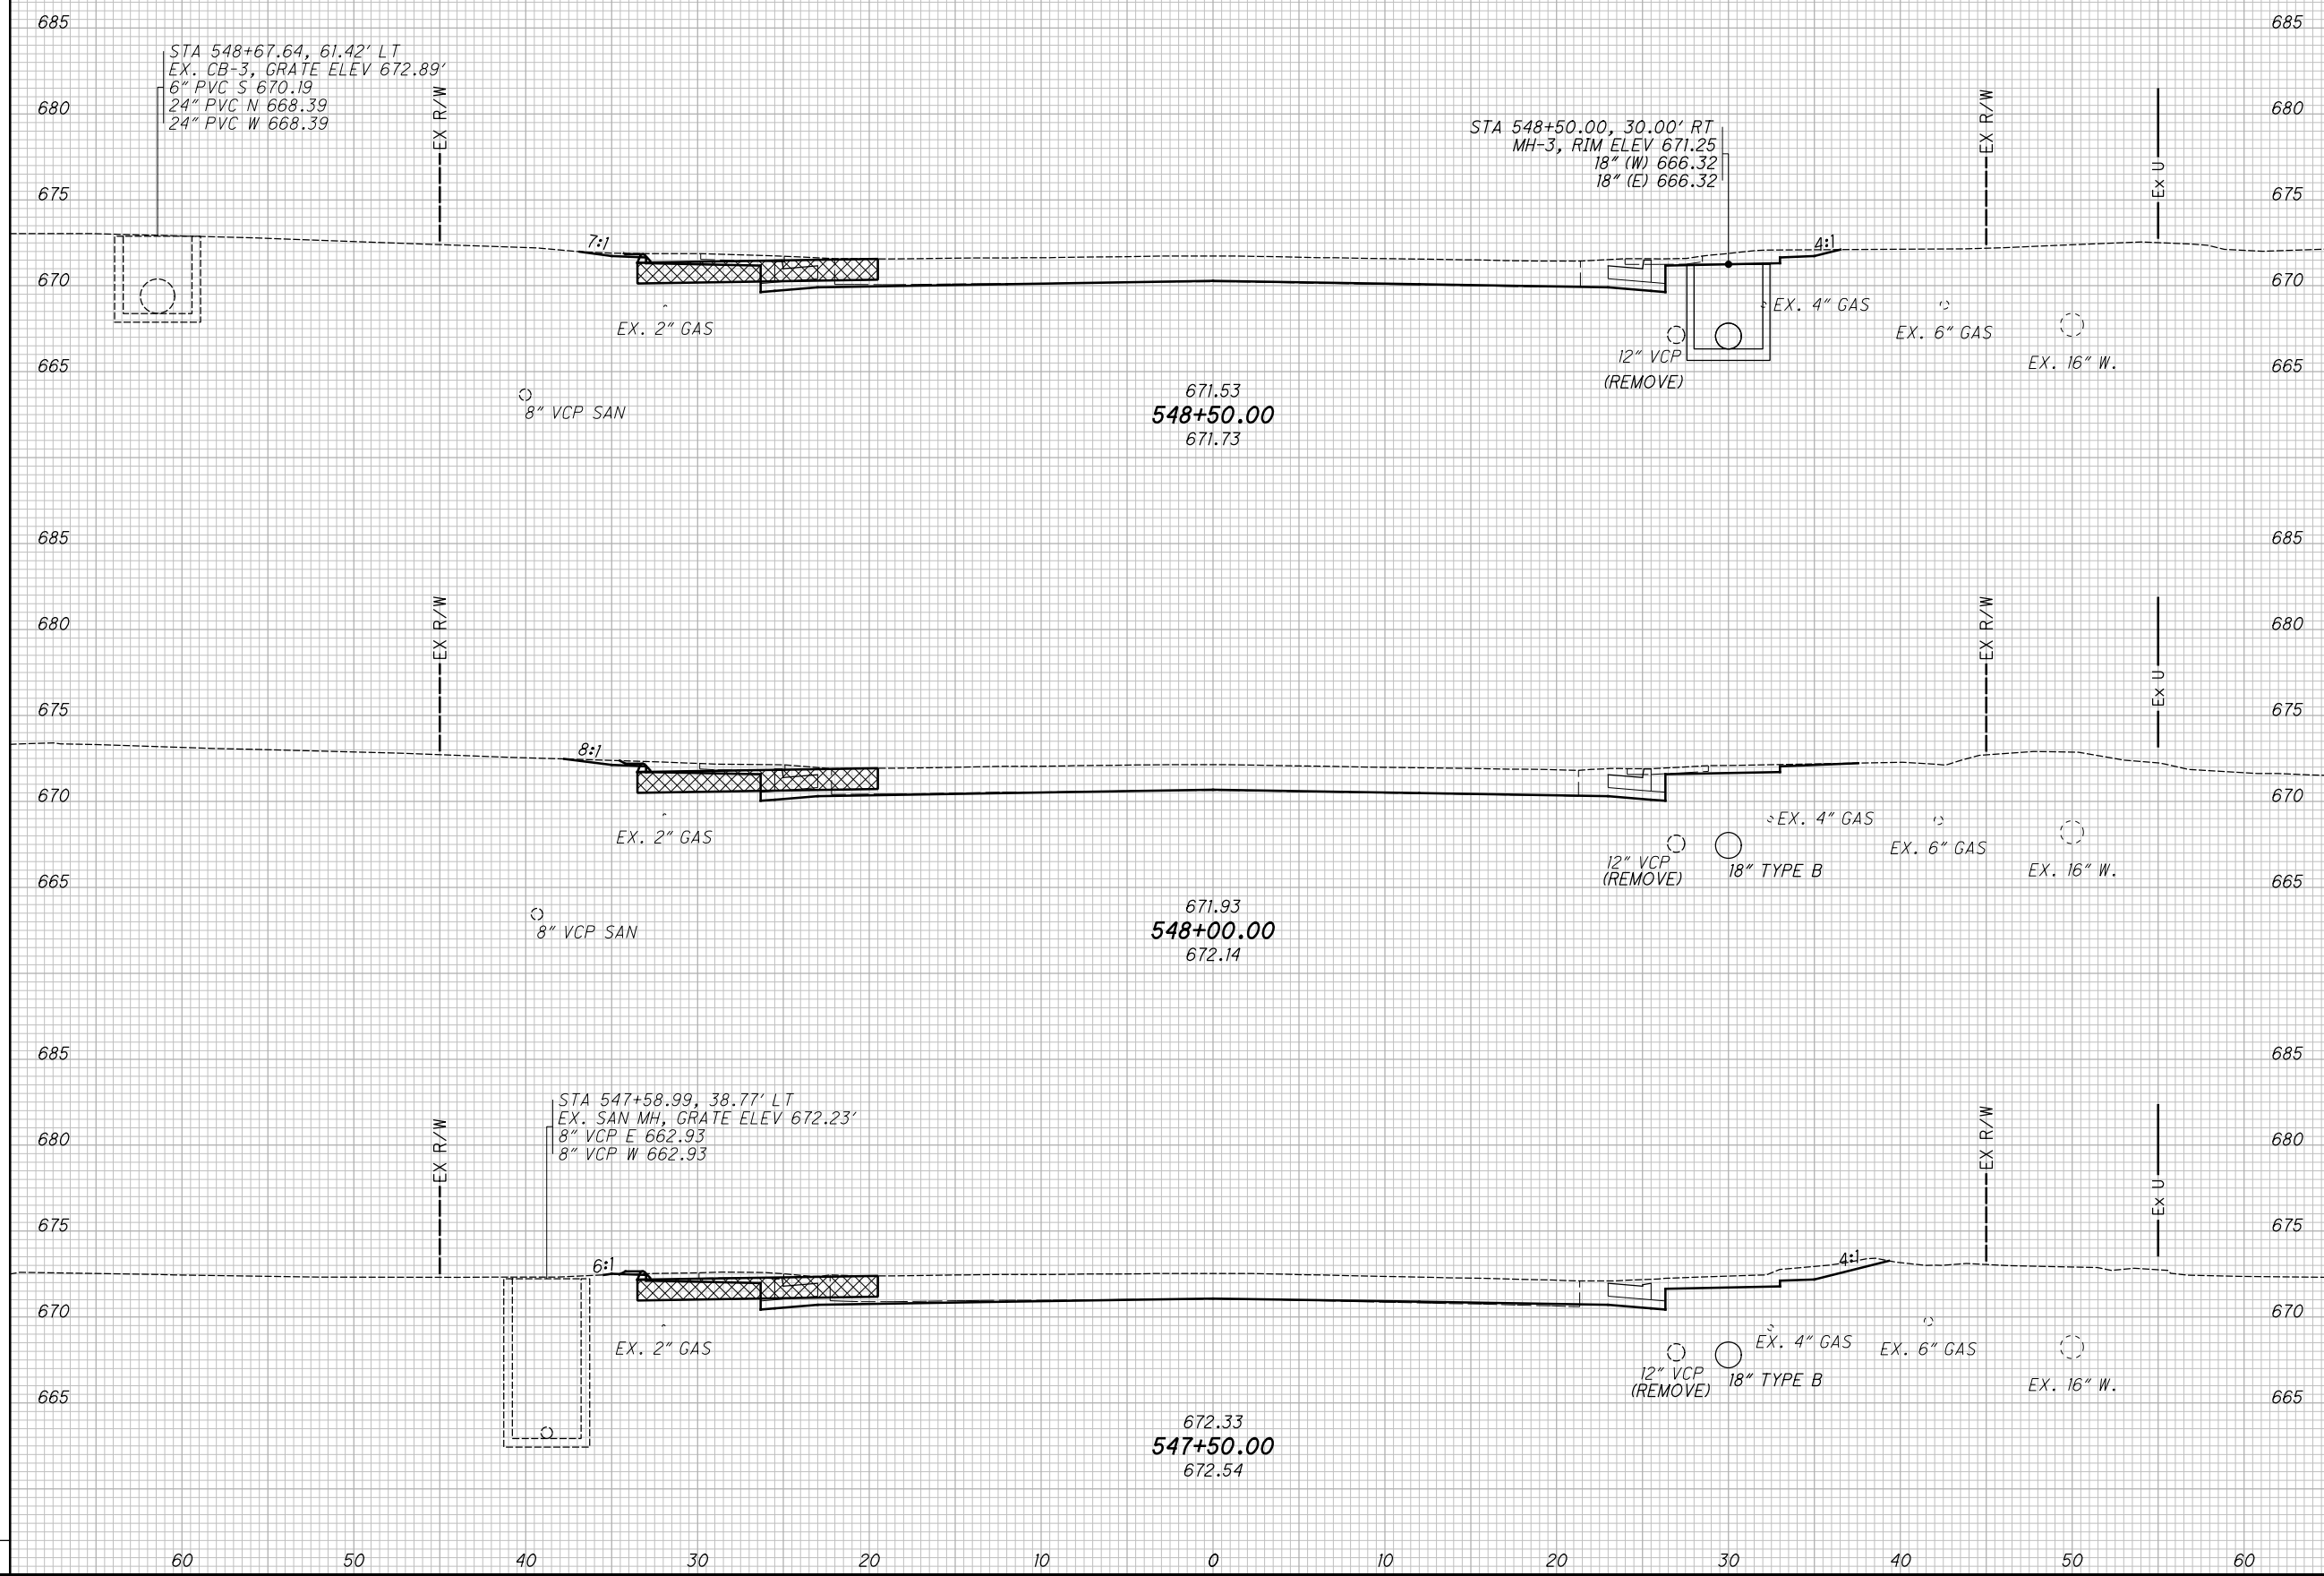 685 685
STA 548+67.64, 61.42' LT
EX. CB-3, GRATE ELEV 672.89'
6" PVC S 670.19
24" PVC N 668.39
24" PVC W 668.39
EX R/W
EX R/W
Ex U
680 680
STA 548+50.00, 30.00' RT
MH-3, RIM ELEV 671.25
18" (W) 666.32
18" (E) 666.32
675 675
7:1
4:1
670 670
EX. 2" GAS
EX. 4" GAS
EX. 6" GAS
12" VCP
(REMOVE)
EX. 16" W.
665 665
8" VCP SAN
671.53
548+50.00
671.73
685 685
EX R/W
EX R/W
Ex U
680 680
675 675
8:1
670 670
EX. 2" GAS
EX. 4" GAS
EX. 6" GAS
12" VCP
(REMOVE)
18" TYPE B
EX. 16" W.
665 665
8" VCP SAN
671.93
548+00.00
672.14
685 685
STA 547+58.99, 38.77' LT
EX. SAN MH, GRATE ELEV 672.23'
8" VCP E 662.93
8" VCP W 662.93
EX R/W
EX R/W
Ex U
680 680
675 675
6:1
4:1
670 670
EX. 2" GAS
EX. 4" GAS
EX. 6" GAS
12" VCP
(REMOVE)
18" TYPE B
EX. 16" W.
665 665
672.33
547+50.00
672.54
60 50 40 30 20 10 0 10 20 30 40 50 60